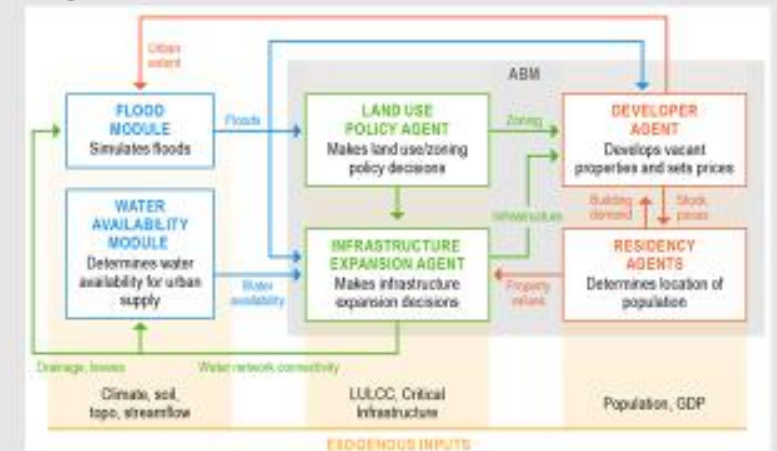 Urban
extent
ABM
FLOOD
MODULE
Simulates floods
Floods
LAND USE
POLICY AGENT
Makes land use/zoning
policy decisions
Zoning
DEVELOPER
AGENT
Develops vacant
properties and sets prices
WATER
AVAILABILITY
MODULE
Determines water
availability for urban
supply
Water
availability
INFRASTRUCTURE
EXPANSION AGENT
Makes infrastructure
expansion decisions
Infrastructure
Building
demand
Stock,
prices
Property
values
RESIDENCY
AGENTS
Determines location of
population
Drainage, levees
Water network connectivity
Climate, soil,
topo, streamflow
LULCC, Critical
Infrastructure
Population, GDP
EXOGENOUS INPUTS